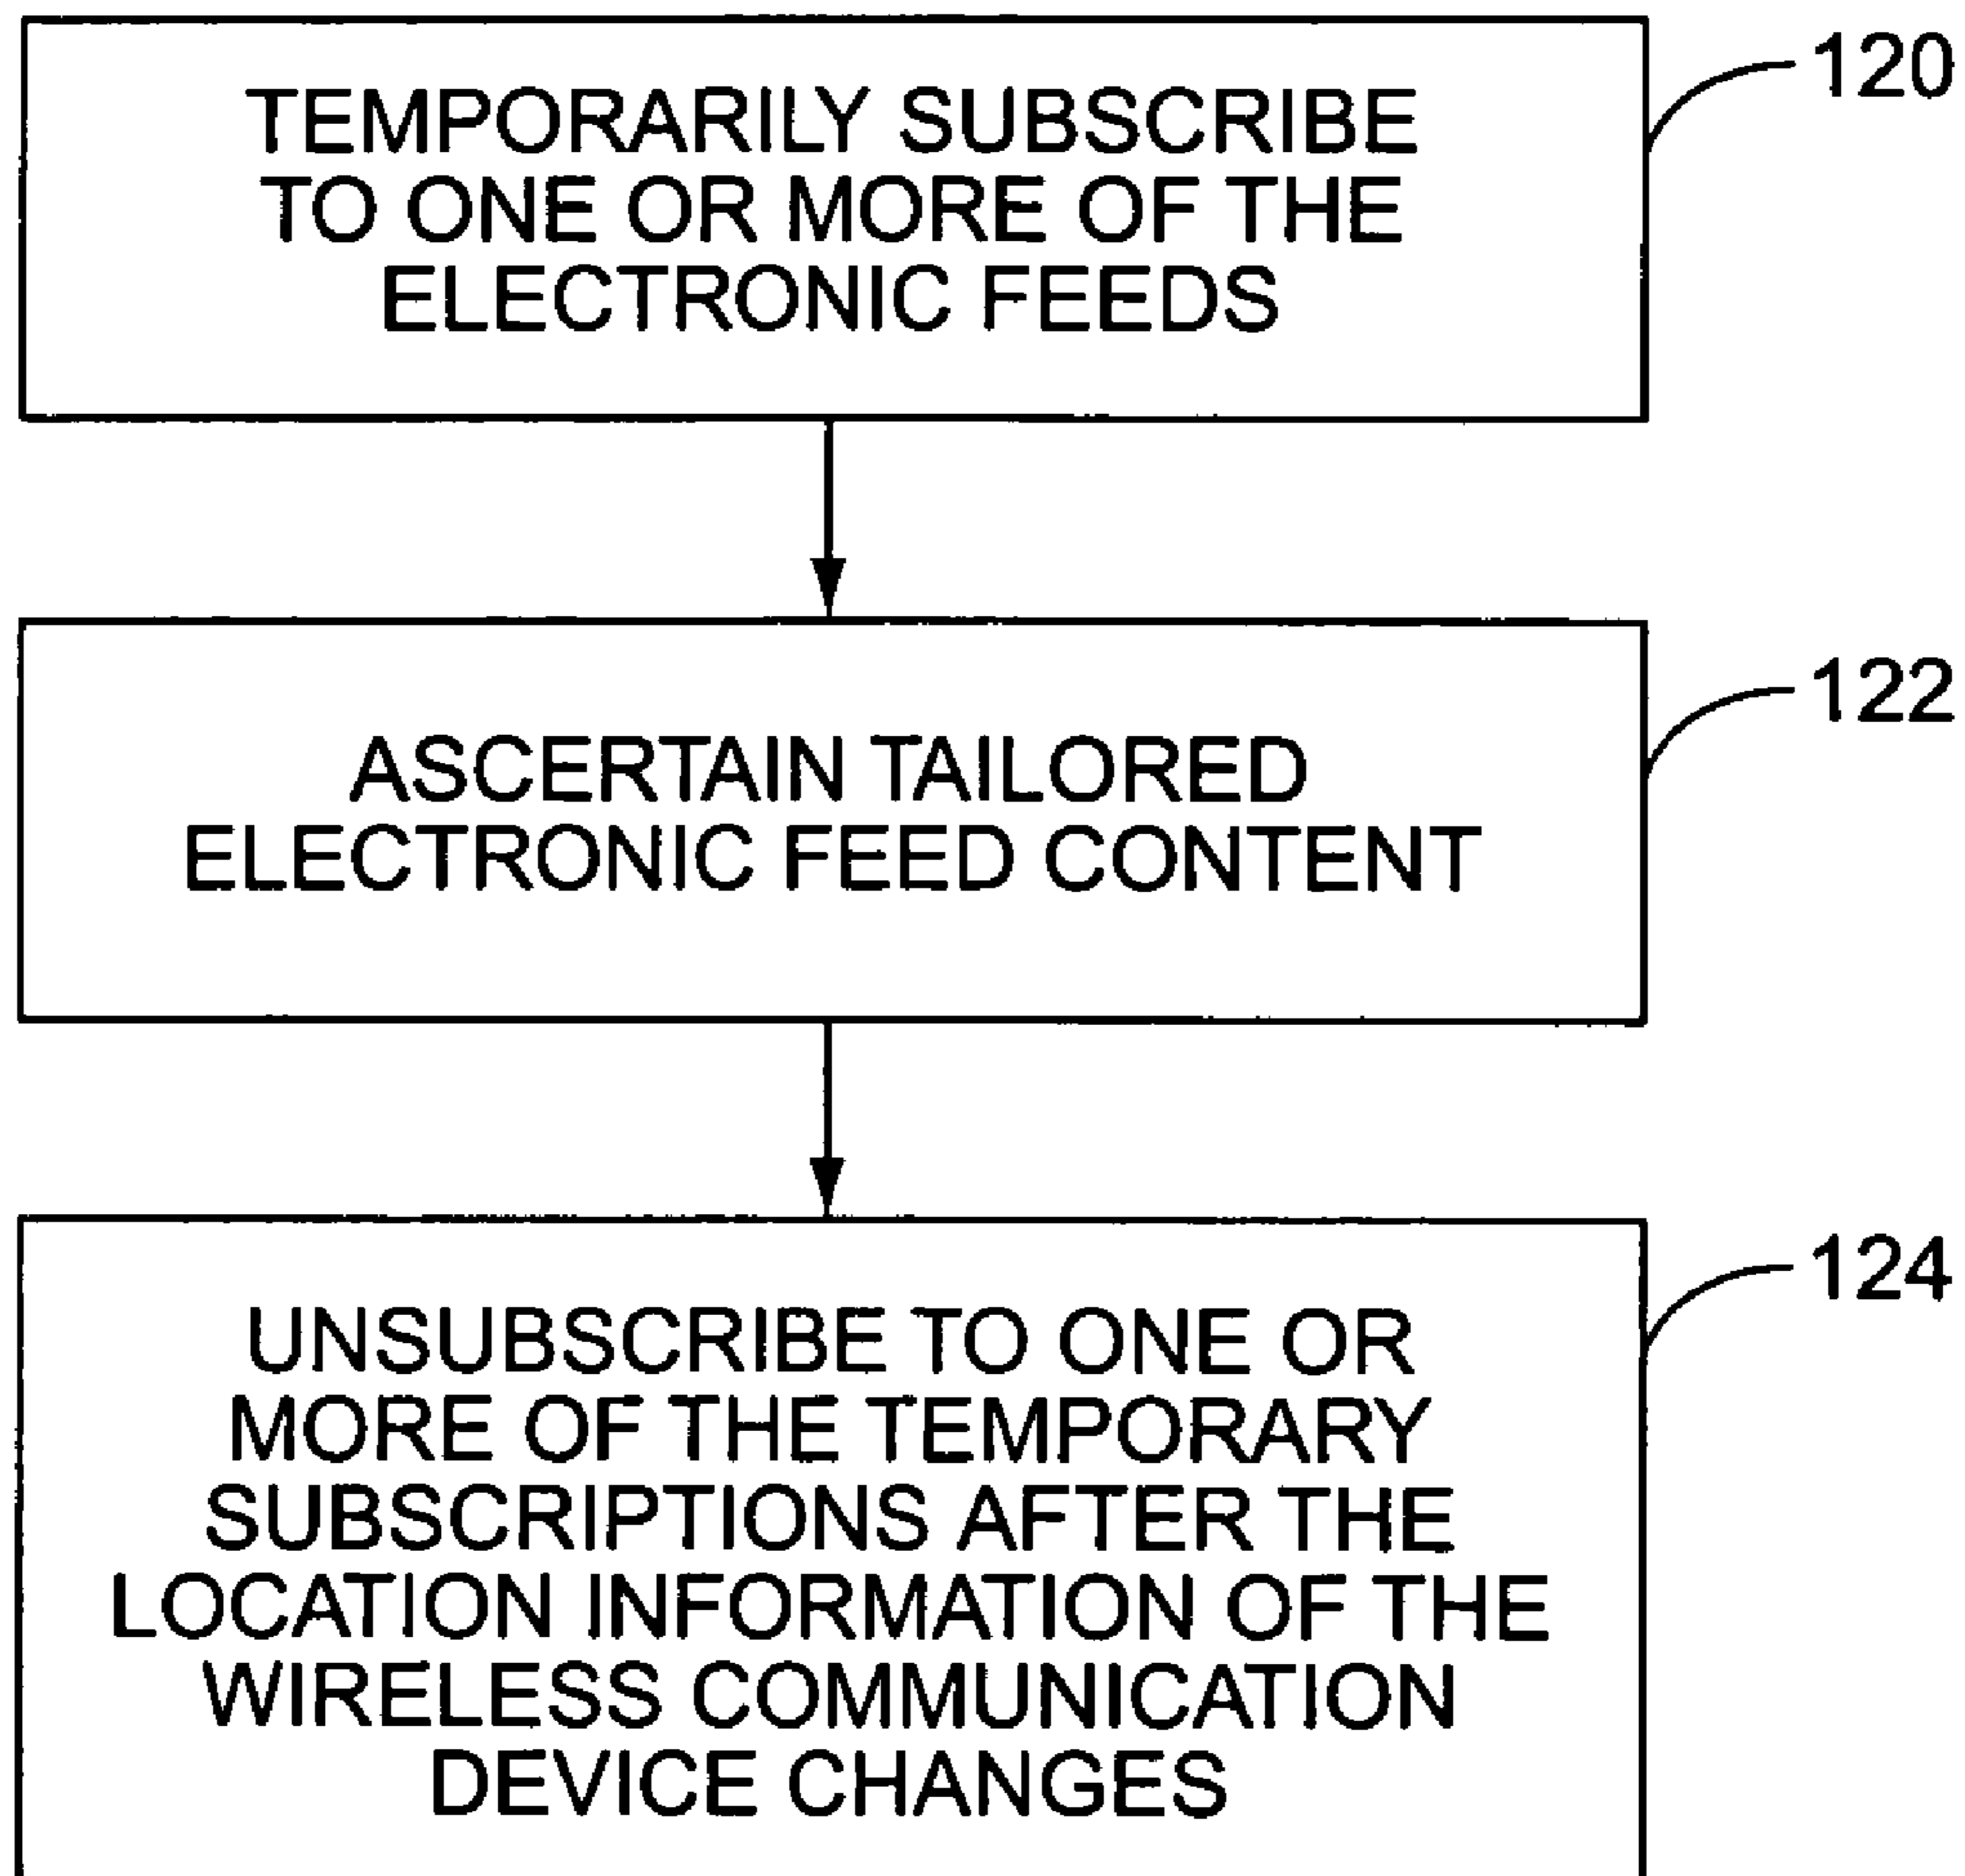 TEMPORARILY SUBSCRIBE
TO ONE OR MORE OF THE
ELECTRONIC FEEDS
120
ASCERTAIN TAILORED
ELECTRONIC FEED CONTENT
122
UNSUBSCRIBE TO ONE OR
MORE OF THE TEMPORARY
SUBSCRIPTIONS AFTER THE
LOCATION INFORMATION OF THE
WIRELESS COMMUNICATION
DEVICE CHANGES
124